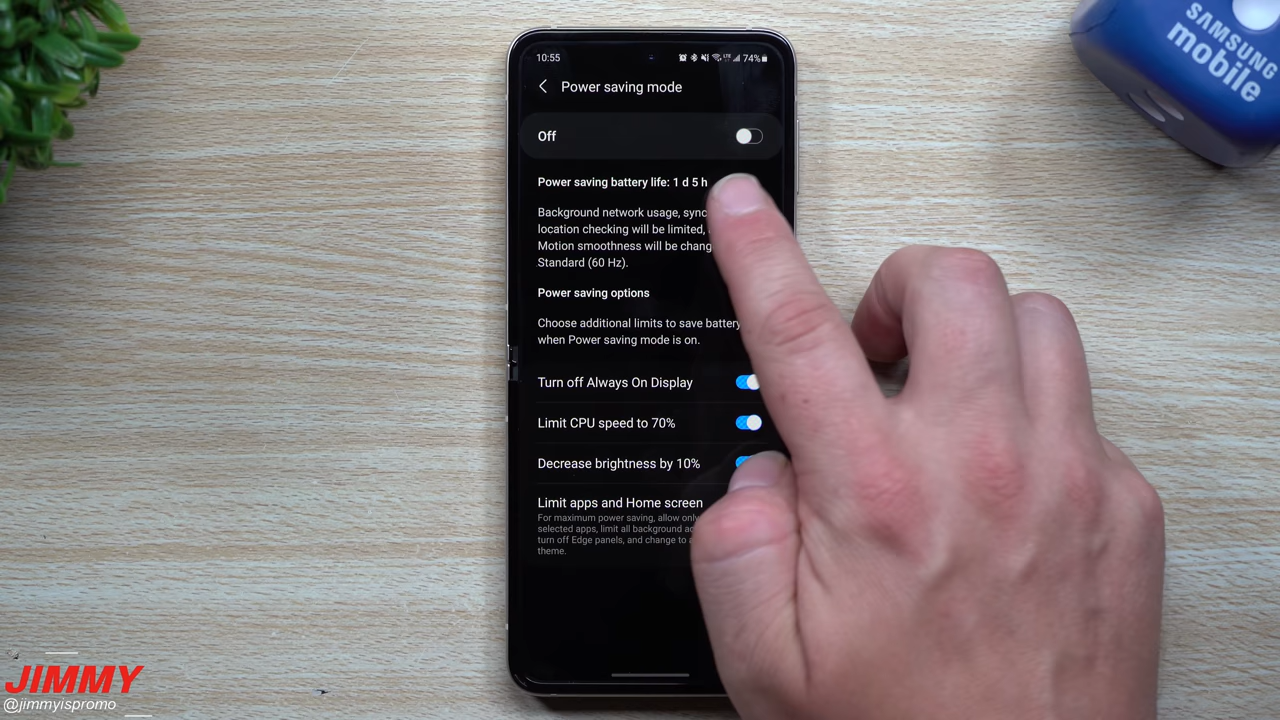 SAMSUNG
mobile
10:55
LTE
74%
Power saving mode
Off
Power saving battery life: 1 d 5 h
Background network usage, sync
location checking will be limited,
Motion smoothness will be chang
Standard (60 Hz).
Power saving options
Choose additional limits to save battery
when Power saving mode is on.
Turn off Always On Display
Limit CPU speed to 70%
Decrease brightness by 10%
Limit apps and Home screen
For maximum power saving, allow only
selected apps, limit all background
turn off Edge panels, and change to
theme.
JIMMY
@jimmyispromo